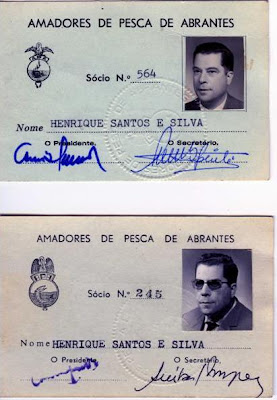 AMADORES DE PESCA DE ABRANTES
Sócio N.º 564
Nome HENRIQUE SANTOS E SILVA
O Presidente, O Secretário,
AMADORES DE PESCA DE ABRANTES
Sócio N.º 245
Nome HENRIQUE SANTOS E SILVA
O Presidente, O Secretário,